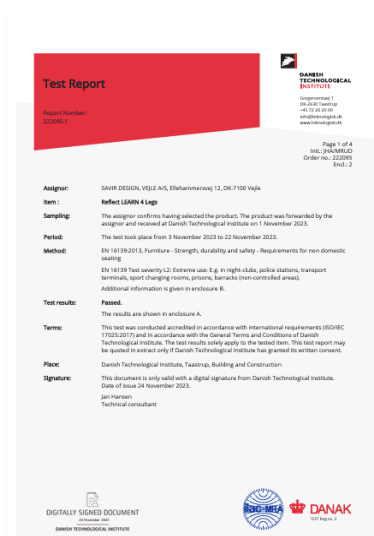 Test Report
Report Number:
222095-1
DANISH
TECHNOLOGICAL
INSTITUTE
Gregersensvej 1
DK-2630 Taastrup
+45 72 20 20 00
info@teknologisk.dk
www.teknologisk.dk
Page 1 of 4
Init.: JHA/MRUD
Order no.: 222095
Encl.: 2
Assignor: SAVIR DESIGN, VEJLE A/S, Ellehammersvej 12, DK-7100 Vejle
Item : Reflect LEARN 4 Legs
Sampling: The assignor confirms having selected the product. The product was forwarded by the
assignor and received at Danish Technological Institute on 1 November 2023.
Period: The test took place from 3 November 2023 to 22 November 2023.
Method: EN 16139:2013, Furniture - Strength, durability and safety - Requirements for non domestic
seating
EN 16139 Test severity L2: Extreme use: E.g. in night-clubs, police stations, transport
terminals, sport changing rooms, prisons, barracks (non-controlled areas).
Additional information is given in enclosure B.
Test results: Passed.
The results are shown in enclosure A.
Terms: This test was conducted accredited in accordance with international requirements (ISO/IEC
17025:2017) and in accordance with the General Terms and Conditions of Danish
Technological Institute. The test results solely apply to the tested item. This test report may
be quoted in extract only if Danish Technological Institute has granted its written consent.
Place: Danish Technological Institute, Taastrup, Building and Construction
Signature: This document is only valid with a digital signature from Danish Technological Institute.
Date of issue 24 November 2023.
Jan Hansen
Technical consultant
DIGITALLY SIGNED DOCUMENT
24 November 2023
DANISH TECHNOLOGICAL INSTITUTE
ilac-MRA
DANAK
TEST Reg.nr. 2